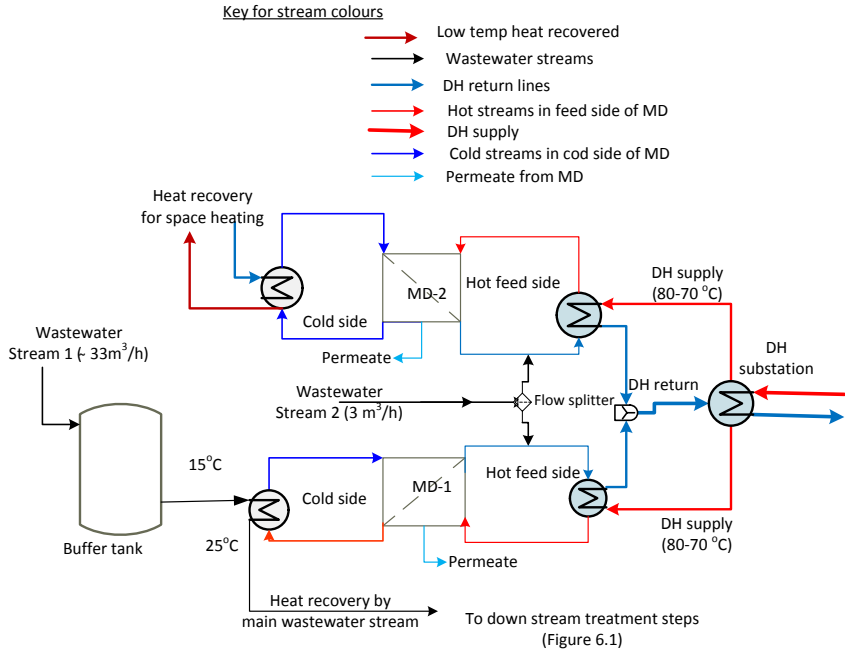 Key for stream colours
Low temp heat recovered
Wastewater streams
DH return lines
Hot streams in feed side of MD
DH supply
Cold streams in cod side of MD
Permeate from MD
Heat recovery
for space heating
Hot feed side
MD-2
Cold side
Permeate
DH supply
(80-70 °C)
DH
substation
Wastewater
Stream 1 (~ 33m³/h)
Wastewater
Stream 2 (3 m³/h)
Flow splitter
DH return
15°C
Cold side
MD-1
Hot feed side
Buffer tank
25°C
Permeate
DH supply
(80-70 °C)
Heat recovery by
main wastewater stream
To down stream treatment steps
(Figure 6.1)